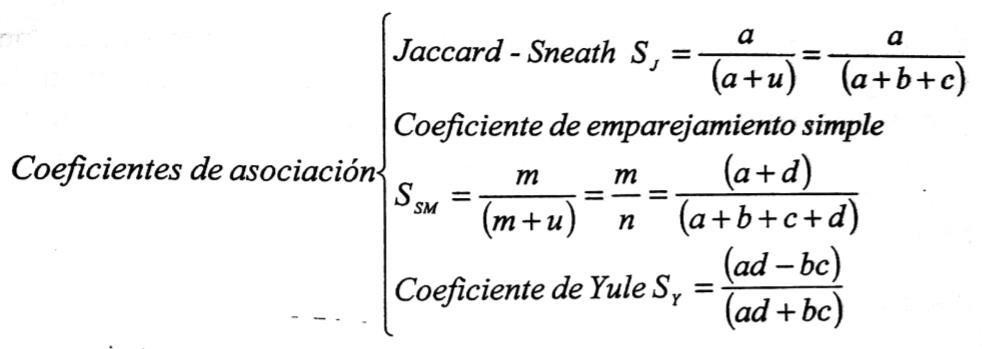 Jaccard - Sneath S_J = a/(a+u) = a/(a+b+c)
Coeficiente de emparejamiento simple
Coeficientes de asociación
S_SM = m/(m+u) = m/n = (a+d)/(a+b+c+d)
Coeficiente de Yule S_Y = (ad−bc)/(ad+bc)